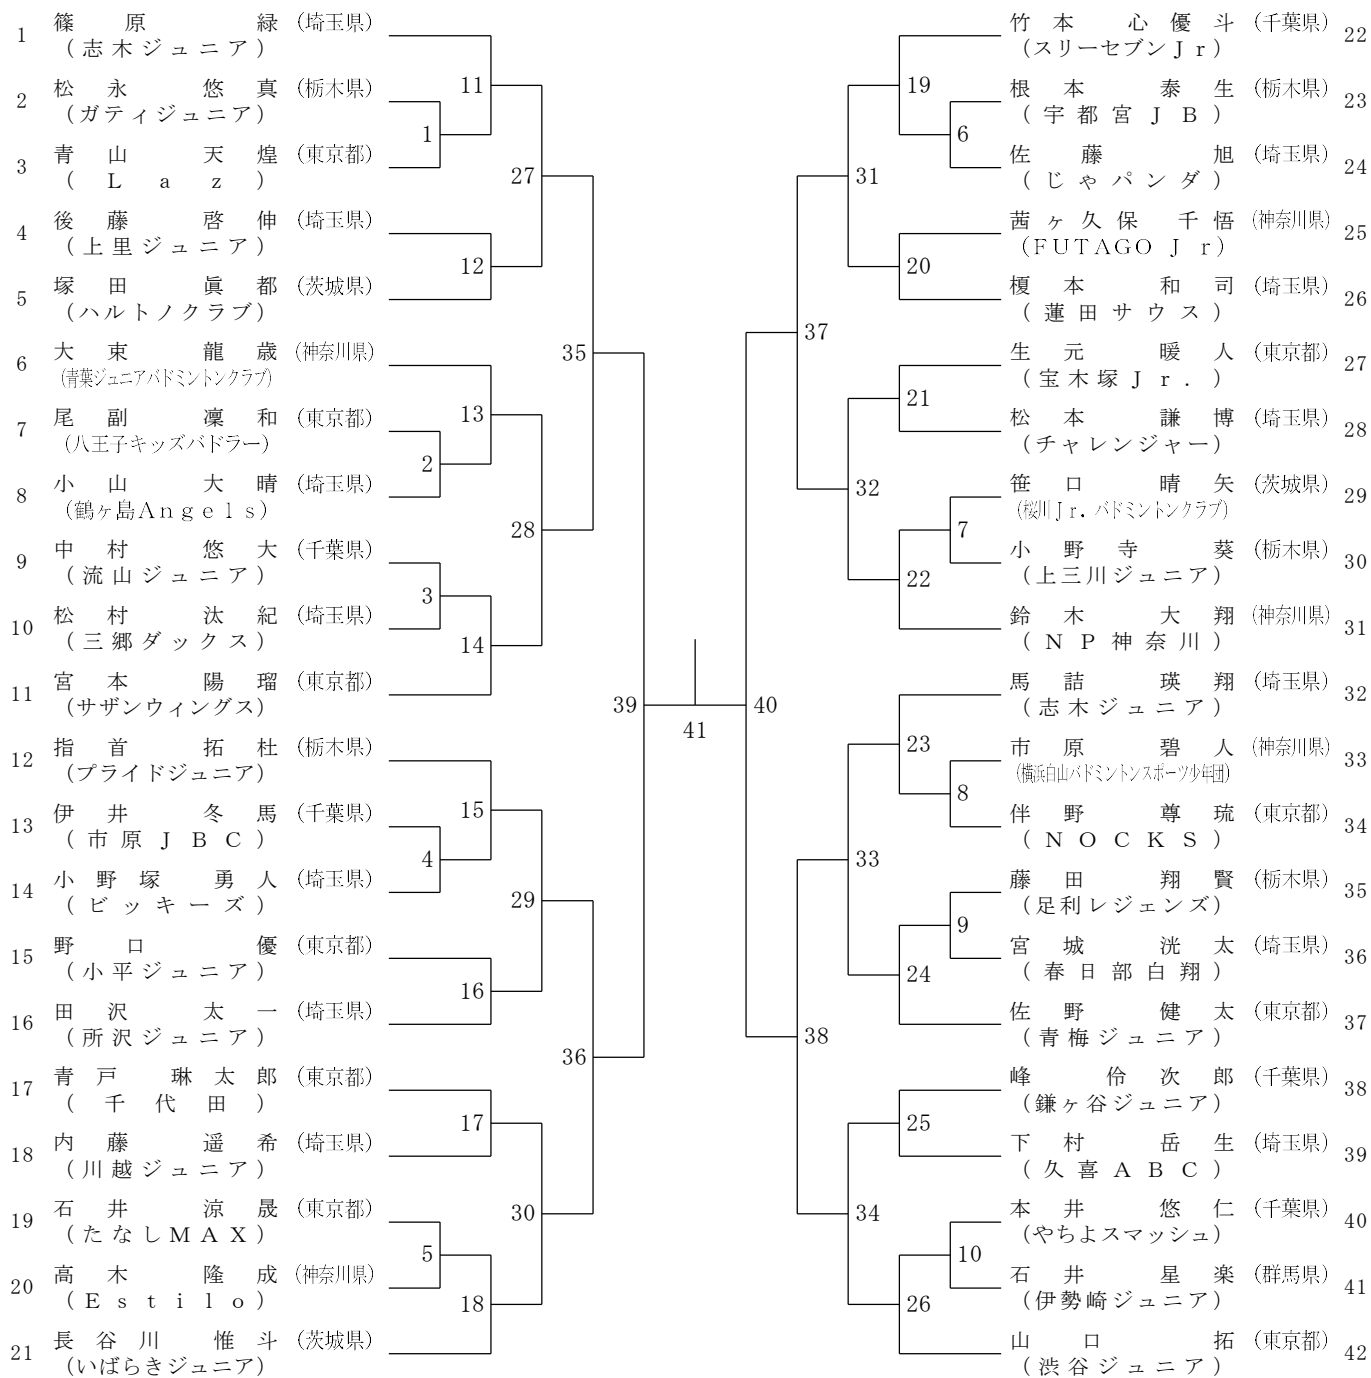 1 篠原 緑 (埼玉県)
(志木ジュニア)
2 松永 悠真 (栃木県)
(ガティジュニア)
3 青山 天煌 (東京都)
(Laz)
4 後藤 啓伸 (埼玉県)
(上里ジュニア)
5 塚田 眞都 (茨城県)
(ハルトノクラブ)
6 大東 龍歳 (神奈川県)
(青葉ジュニアバドミントンクラブ)
7 尾副 凜和 (東京都)
(八王子キッズバドラー)
8 小山 大晴 (埼玉県)
(鶴ヶ島Angels)
9 中村 悠大 (千葉県)
(流山ジュニア)
10 松村 汰紀 (埼玉県)
(三郷ダックス)
11 宮本 陽瑠 (東京都)
(サザンウィングス)
12 指首 拓杜 (栃木県)
(プライドジュニア)
13 伊井 冬馬 (千葉県)
(市原JBC)
14 小野塚 勇人 (埼玉県)
(ビッキーズ)
15 野口 優 (東京都)
(小平ジュニア)
16 田沢 太一 (埼玉県)
(所沢ジュニア)
17 青戸 琳太郎 (東京都)
(千代田)
18 内藤 遥希 (埼玉県)
(川越ジュニア)
19 石井 涼晟 (東京都)
(たなしMAX)
20 高木 隆成 (神奈川県)
(Estilo)
21 長谷川 惟斗 (茨城県)
(いばらきジュニア)
1
2
3
4
5
11
12
13
14
15
16
17
18
27
28
29
30
35
36
39
41
40
37
38
31
32
33
34
19
20
21
22
23
24
25
26
6
7
8
9
10
竹本 心優斗 (千葉県) 22
(スリーセブンJr)
根本 泰生 (栃木県) 23
(宇都宮JB)
佐藤 旭 (埼玉県) 24
(じゃパンダ)
茜ヶ久保 千悟 (神奈川県) 25
(FUTAGO Jr)
榎本 和司 (埼玉県) 26
(蓮田サウス)
生元 暖人 (東京都) 27
(宝木塚Jr.)
松本 謙博 (埼玉県) 28
(チャレンジャー)
笹口 晴矢 (茨城県) 29
(桜川Jr.バドミントンクラブ)
小野寺 葵 (栃木県) 30
(上三川ジュニア)
鈴木 大翔 (神奈川県) 31
(NP神奈川)
馬詰 瑛翔 (埼玉県) 32
(志木ジュニア)
市原 碧人 (神奈川県) 33
(横浜白山バドミントンスポーツ少年団)
伴野 尊琉 (東京都) 34
(NOCKS)
藤田 翔賢 (栃木県) 35
(足利レジェンズ)
宮城 洸太 (埼玉県) 36
(春日部白翔)
佐野 健太 (東京都) 37
(青梅ジュニア)
峰 伶次郎 (千葉県) 38
(鎌ヶ谷ジュニア)
下村 岳生 (埼玉県) 39
(久喜ABC)
本井 悠仁 (千葉県) 40
(やちよスマッシュ)
石井 星楽 (群馬県) 41
(伊勢崎ジュニア)
山口 拓 (東京都) 42
(渋谷ジュニア)